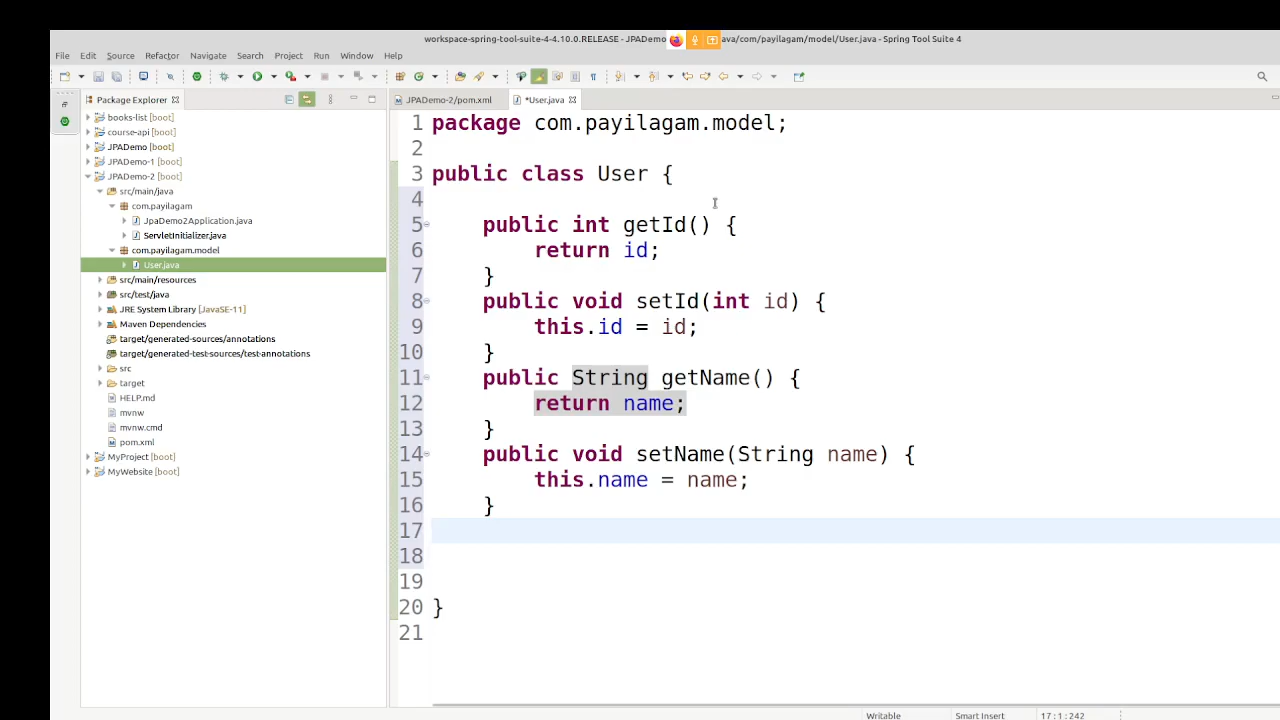 workspace-spring-tool-suite-4-4.10.0.RELEASE - JPADemo ava/com/payilagam/model/User.java - Spring Tool Suite 4
File Edit Source Refactor Navigate Search Project Run Window Help
Package Explorer
JPADemo-2/pom.xml
*User.java
books-list [boot]
course-api [boot]
JPADemo [boot]
JPADemo-1 [boot]
JPADemo-2 [boot]
src/main/java
com.payilagam
JpaDemo2Application.java
ServletInitializer.java
com.payilagam.model
User.java
src/main/resources
src/test/java
JRE System Library [JavaSE-11]
Maven Dependencies
target/generated-sources/annotations
target/generated-test-sources/test-annotations
src
target
HELP.md
mvnw
mvnw.cmd
pom.xml
MyProject [boot]
MyWebsite [boot]
1 package com.payilagam.model;
2
3 public class User {
4
5 public int getId() {
6 return id;
7 }
8 public void setId(int id) {
9 this.id = id;
10 }
11 public String getName() {
12 return name;
13 }
14 public void setName(String name) {
15 this.name = name;
16 }
17
18
19
20 }
21
Writable Smart Insert 17 : 1 : 242